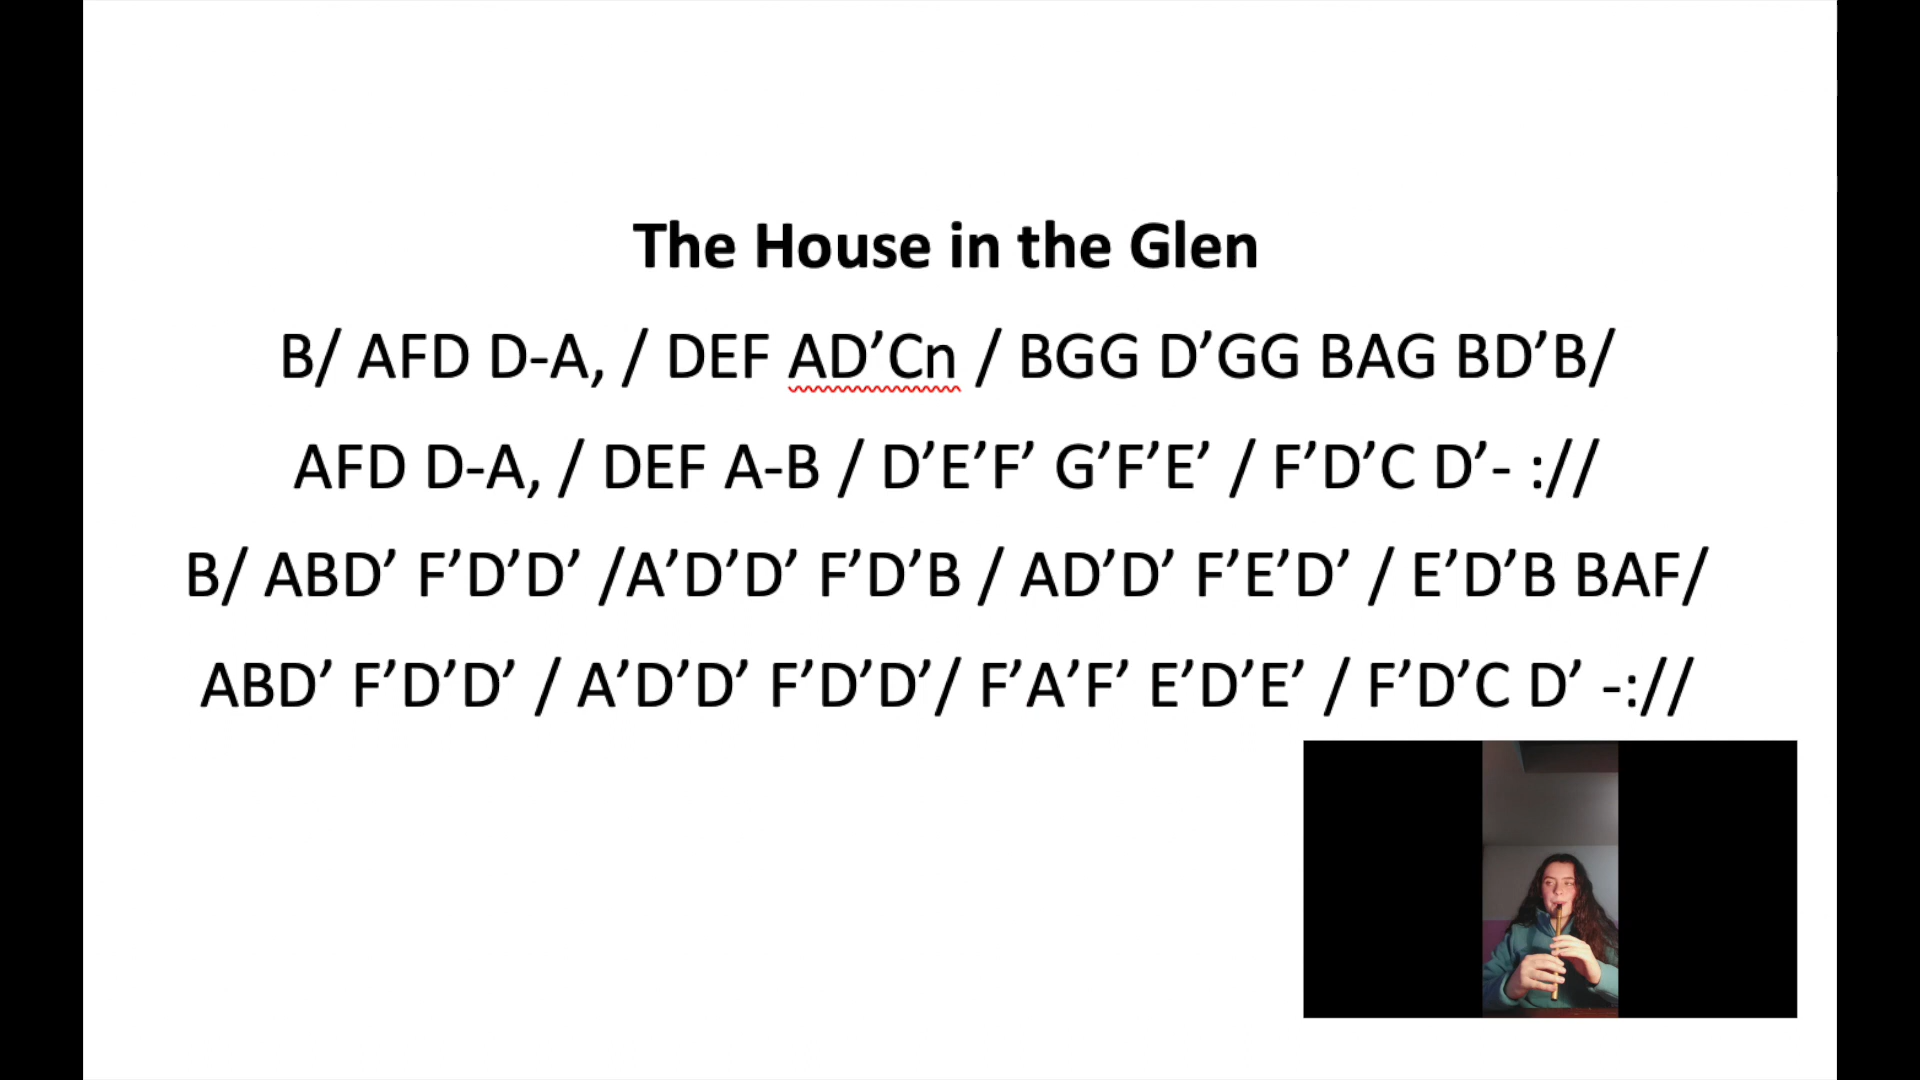 The House in the Glen
B/ AFD D-A, / DEF AD’Cn / BGG D’GG BAG BD’B/
AFD D-A, / DEF A-B / D’E’F’ G’F’E’ / F’D’C D’- ://
B/ ABD’ F’D’D’ /A’D’D’ F’D’B / AD’D’ F’E’D’ / E’D’B BAF/
ABD’ F’D’D’ / A’D’D’ F’D’D’/ F’A’F’ E’D’E’ / F’D’C D’ -://